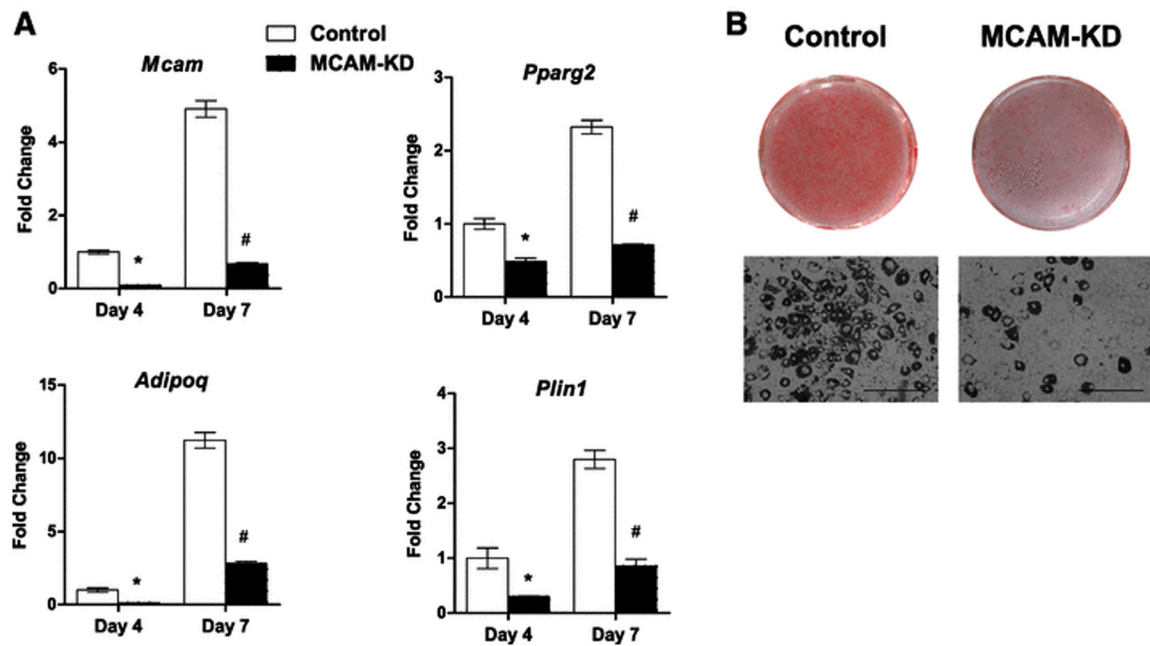 A
Control
MCAM-KD
Mcam
Fold Change
6
4
2
0
*
#
Day 4
Day 7
Pparg2
Fold Change
3
2
1
0
*
#
Day 4
Day 7
Adipoq
Fold Change
15
10
5
0
*
#
Day 4
Day 7
Plin1
Fold Change
4
3
2
1
0
*
#
Day 4
Day 7
B
Control
MCAM-KD